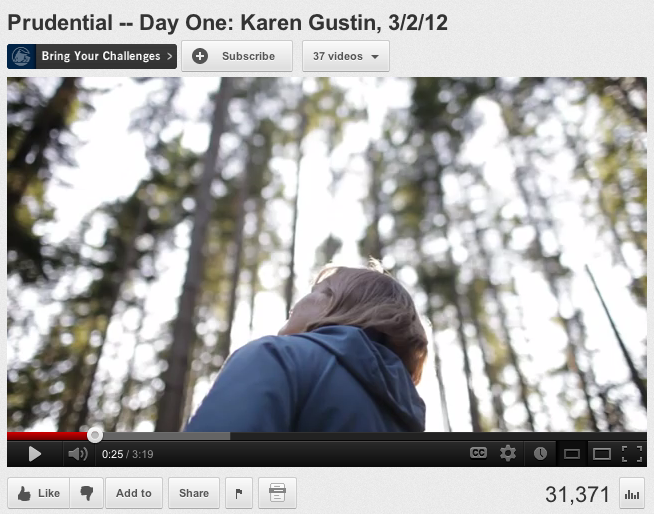 Prudential -- Day One: Karen Gustin, 3/2/12
Bring Your Challenges > Subscribe 37 videos
0:25 / 3:19 CC
Like Add to Share 31,371